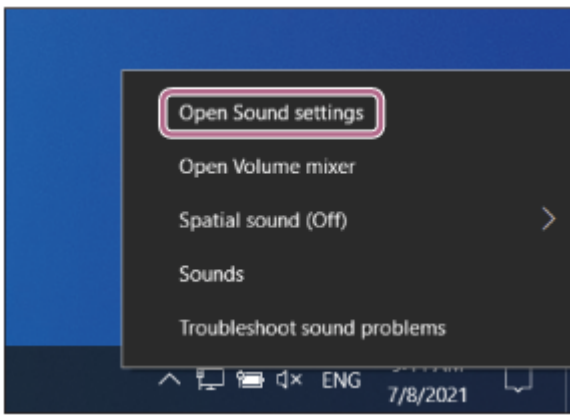 Open Sound settings
Open Volume mixer
Spatial sound (Off)
Sounds
Troubleshoot sound problems
ENG
7/8/2021